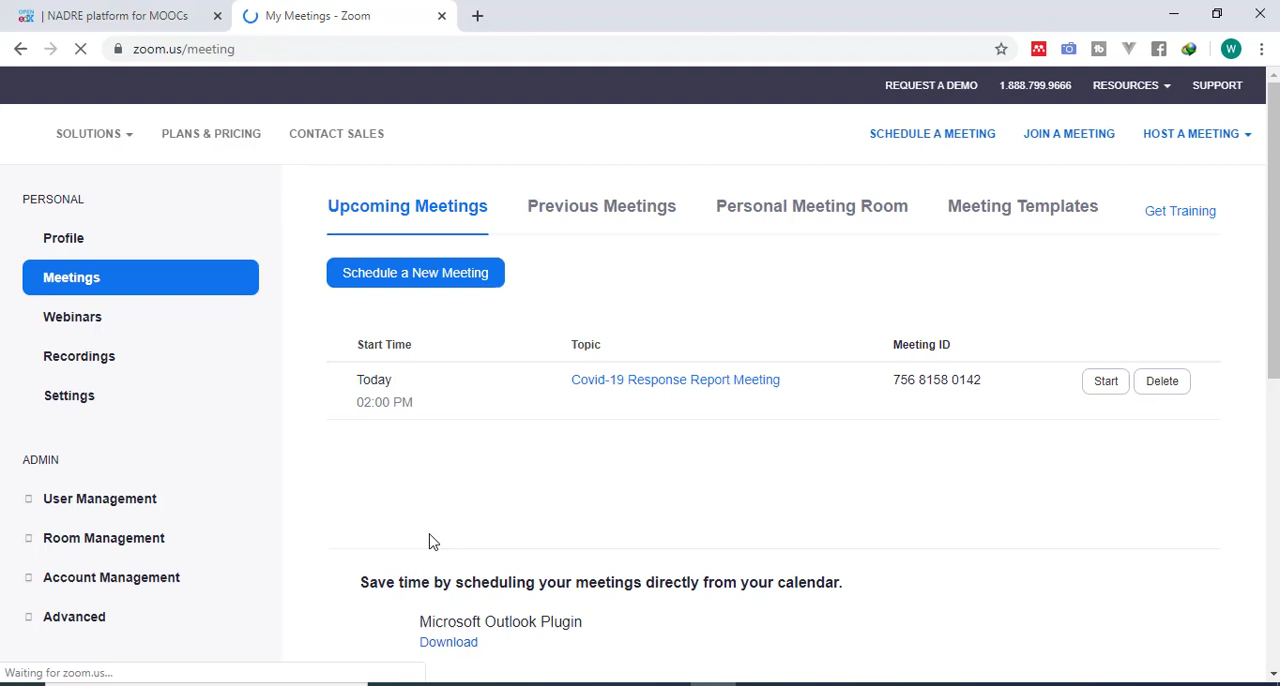 OPEN edX | NADRE platform for MOOCs
My Meetings - Zoom
zoom.us/meeting
W
REQUEST A DEMO 1.888.799.9666 RESOURCES SUPPORT
SOLUTIONS PLANS & PRICING CONTACT SALES SCHEDULE A MEETING JOIN A MEETING HOST A MEETING
PERSONAL
Profile
Meetings
Webinars
Recordings
Settings
ADMIN
User Management
Room Management
Account Management
Advanced
Upcoming Meetings Previous Meetings Personal Meeting Room Meeting Templates Get Training
Schedule a New Meeting
Start Time Topic Meeting ID
Today Covid-19 Response Report Meeting 756 8158 0142 Start Delete
02:00 PM
Save time by scheduling your meetings directly from your calendar.
Microsoft Outlook Plugin
Download
Waiting for zoom.us...